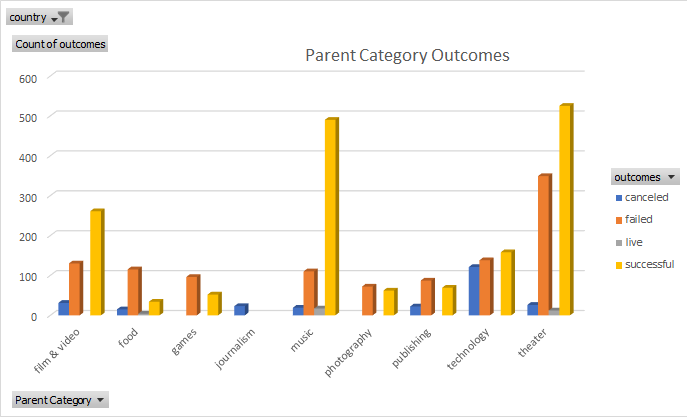 country
Count of outcomes
Parent Category Outcomes
600
500
400
300
200
100
0
film & video
food
games
journalism
music
photography
publishing
technology
theater
outcomes
canceled
failed
live
successful
Parent Category